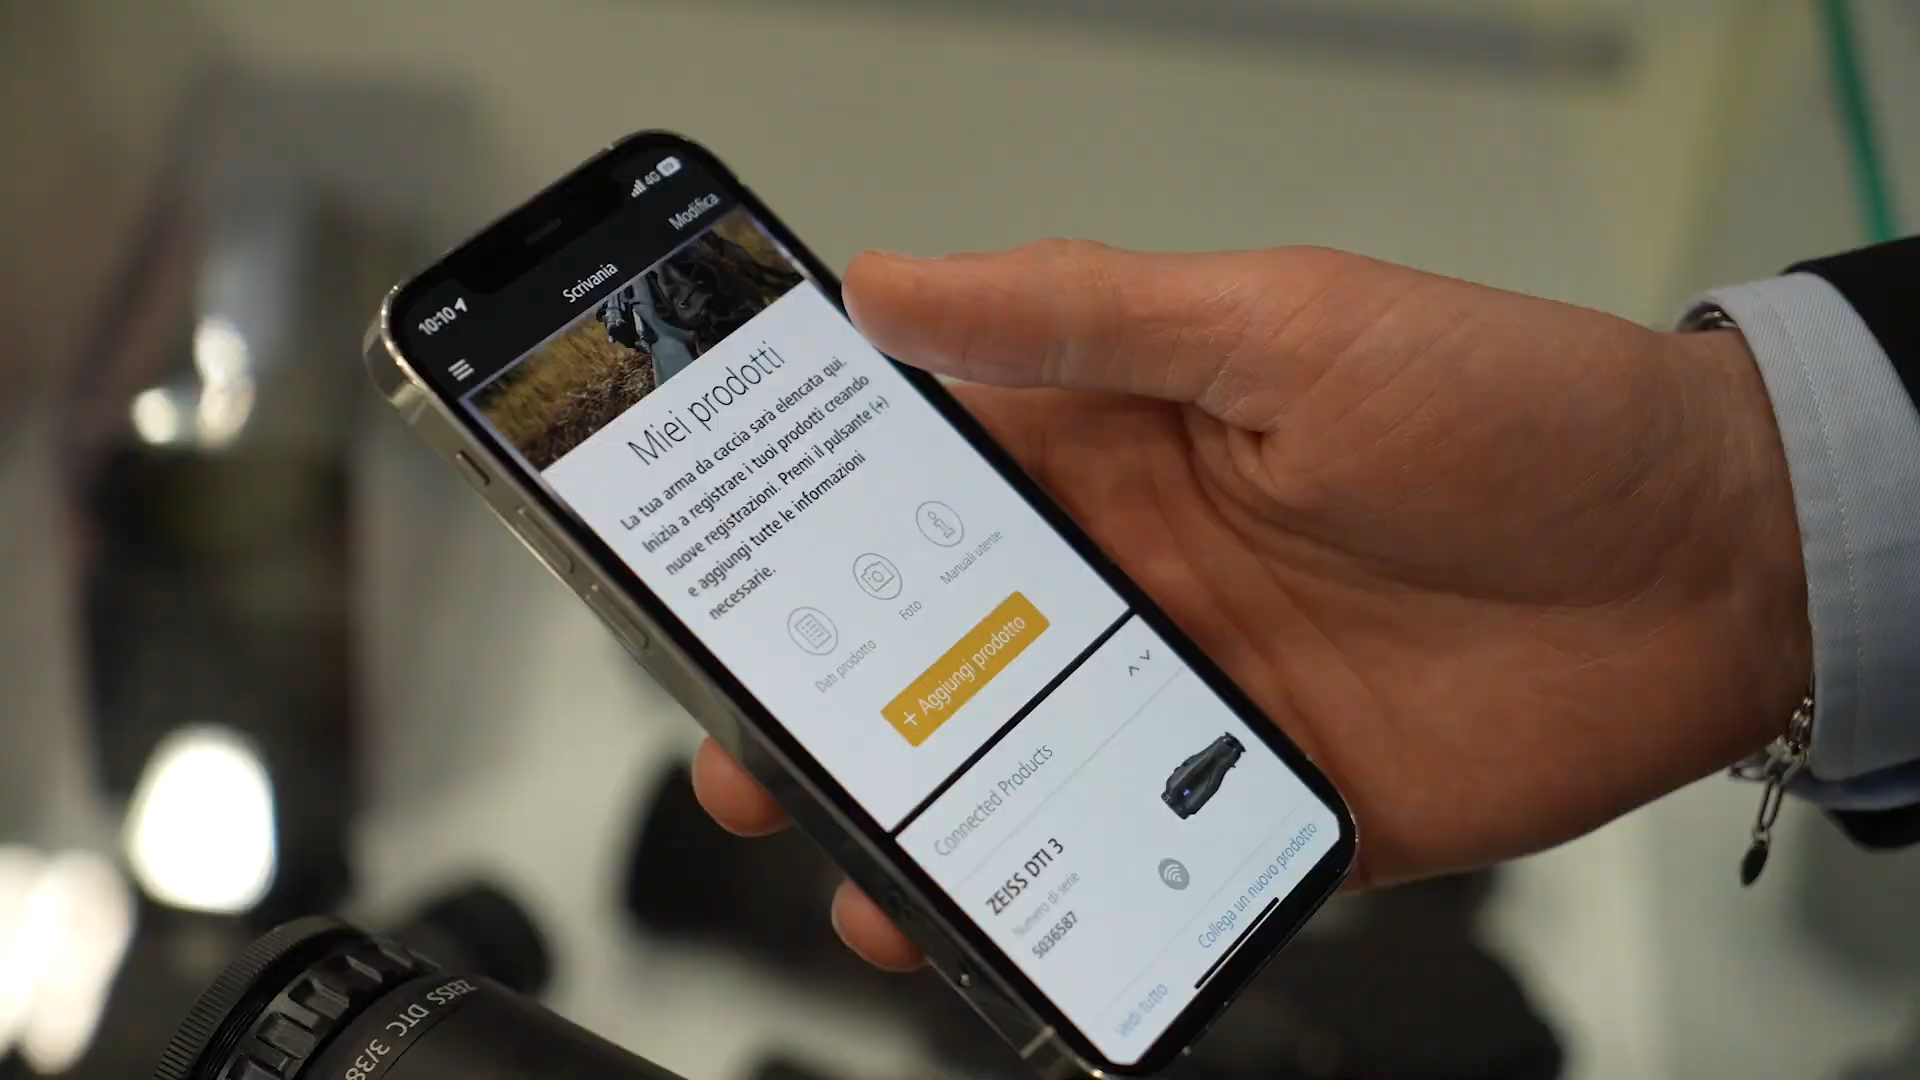 10:10
4G
Scrivania
Modifica
Miei prodotti
La tua arma da caccia sarà elencata qui.
Inizia a registrare i tuoi prodotti creando
nuove registrazioni. Premi il pulsante (+)
e aggiungi tutte le informazioni
necessarie.
Dati prodotto
Foto
Manuali utente
+ Aggiungi prodotto
Connected Products
ZEISS DTI 3
Numero di serie
5036587
Vedi tutto
Collega un nuovo prodotto
ZEISS DTC 3/38